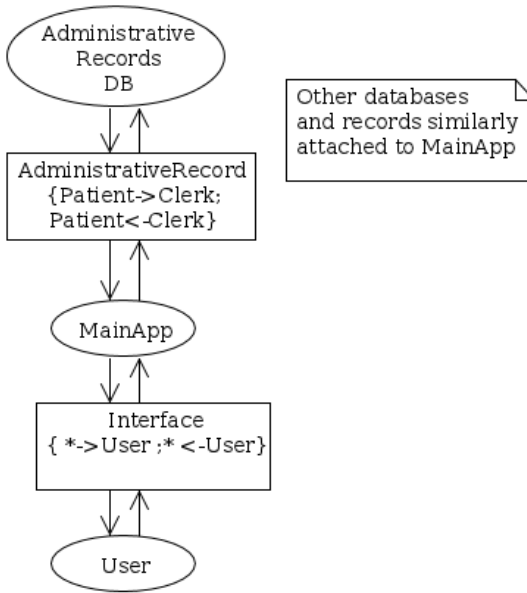 Administrative
Records
DB
Other databases
and records similarly
attached to MainApp
AdministrativeRecord
{Patient->Clerk;
Patient<-Clerk}
MainApp
Interface
{ *->User ;* <-User}
User